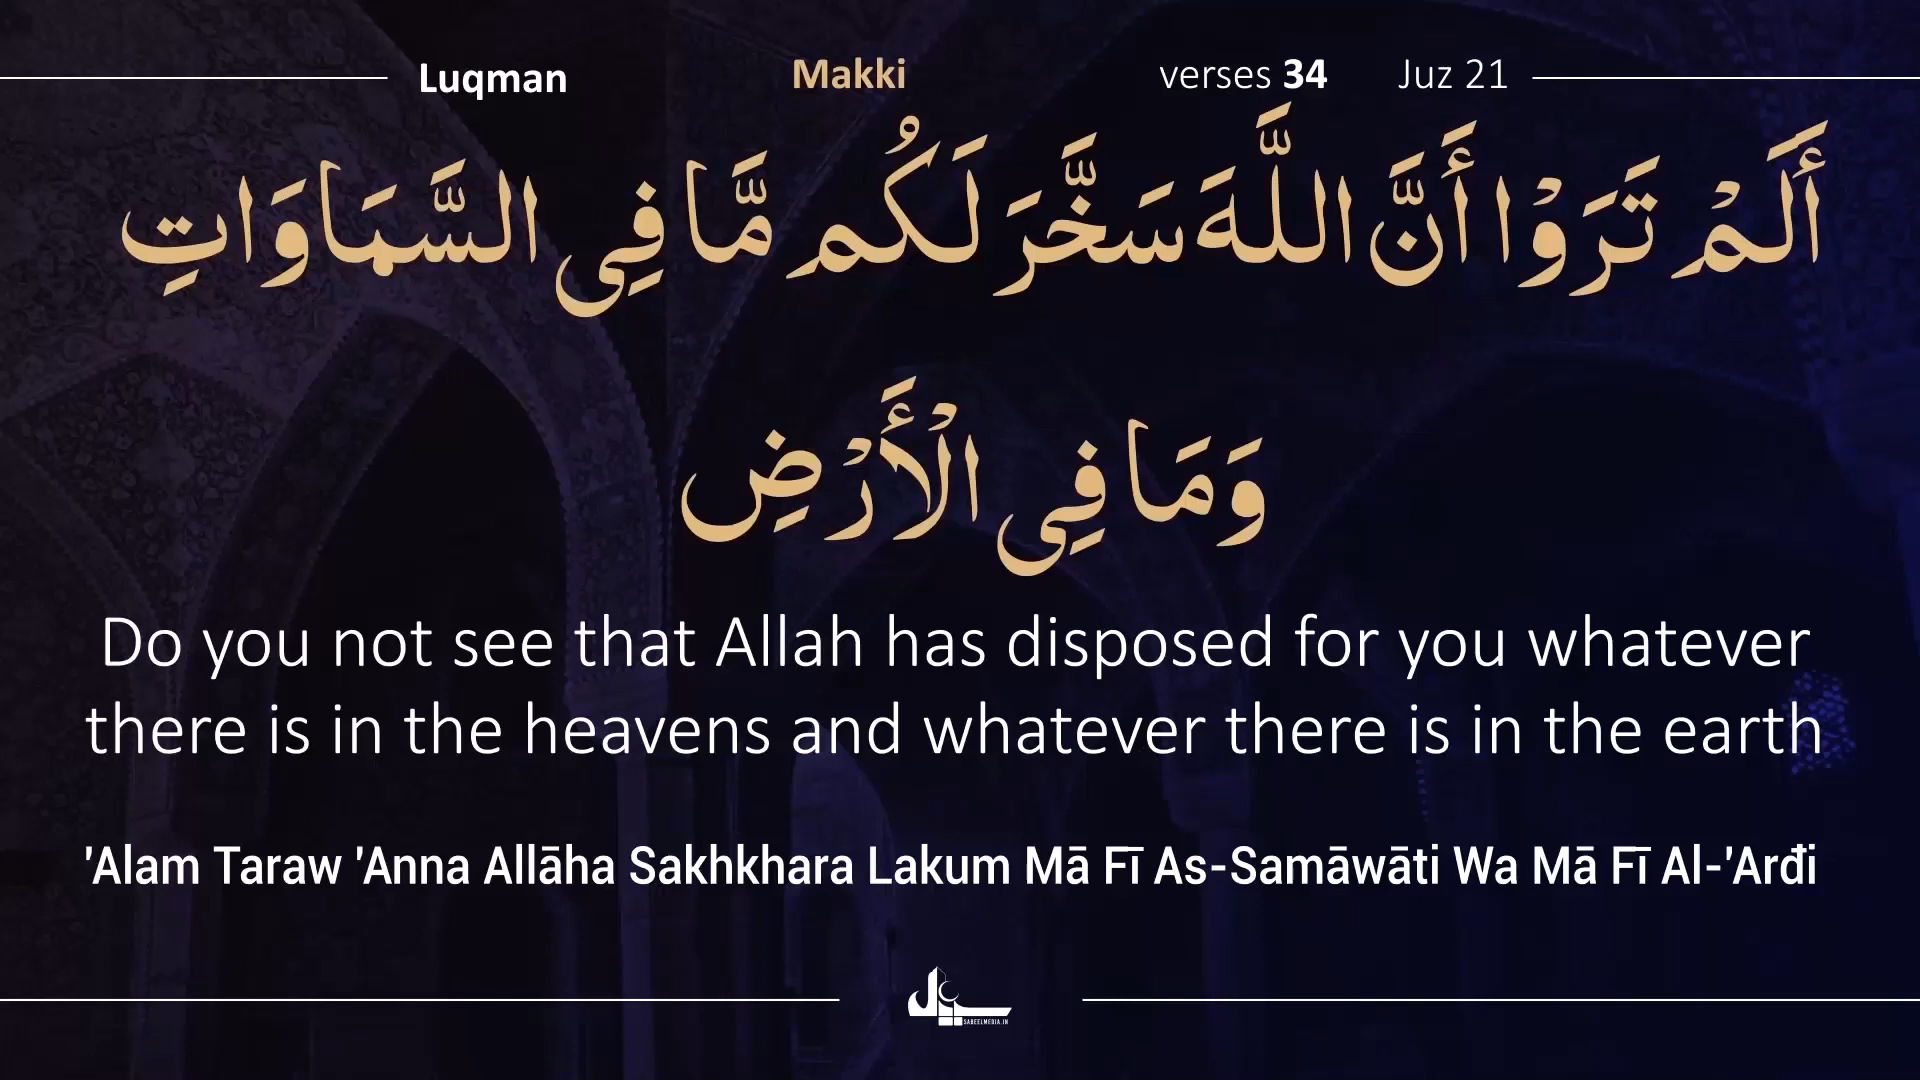 Luqman Makki verses 34 Juz 21
أَلَمْ تَرَوْا أَنَّ اللَّهَ سَخَّرَ لَكُم مَّا فِي السَّمَاوَاتِ
وَمَا فِي الْأَرْضِ
Do you not see that Allah has disposed for you whatever
there is in the heavens and whatever there is in the earth
'Alam Taraw 'Anna Allāha Sakhkhara Lakum Mā Fī As-Samāwāti Wa Mā Fī Al-'Arđi
SABEELMEDIA.IN